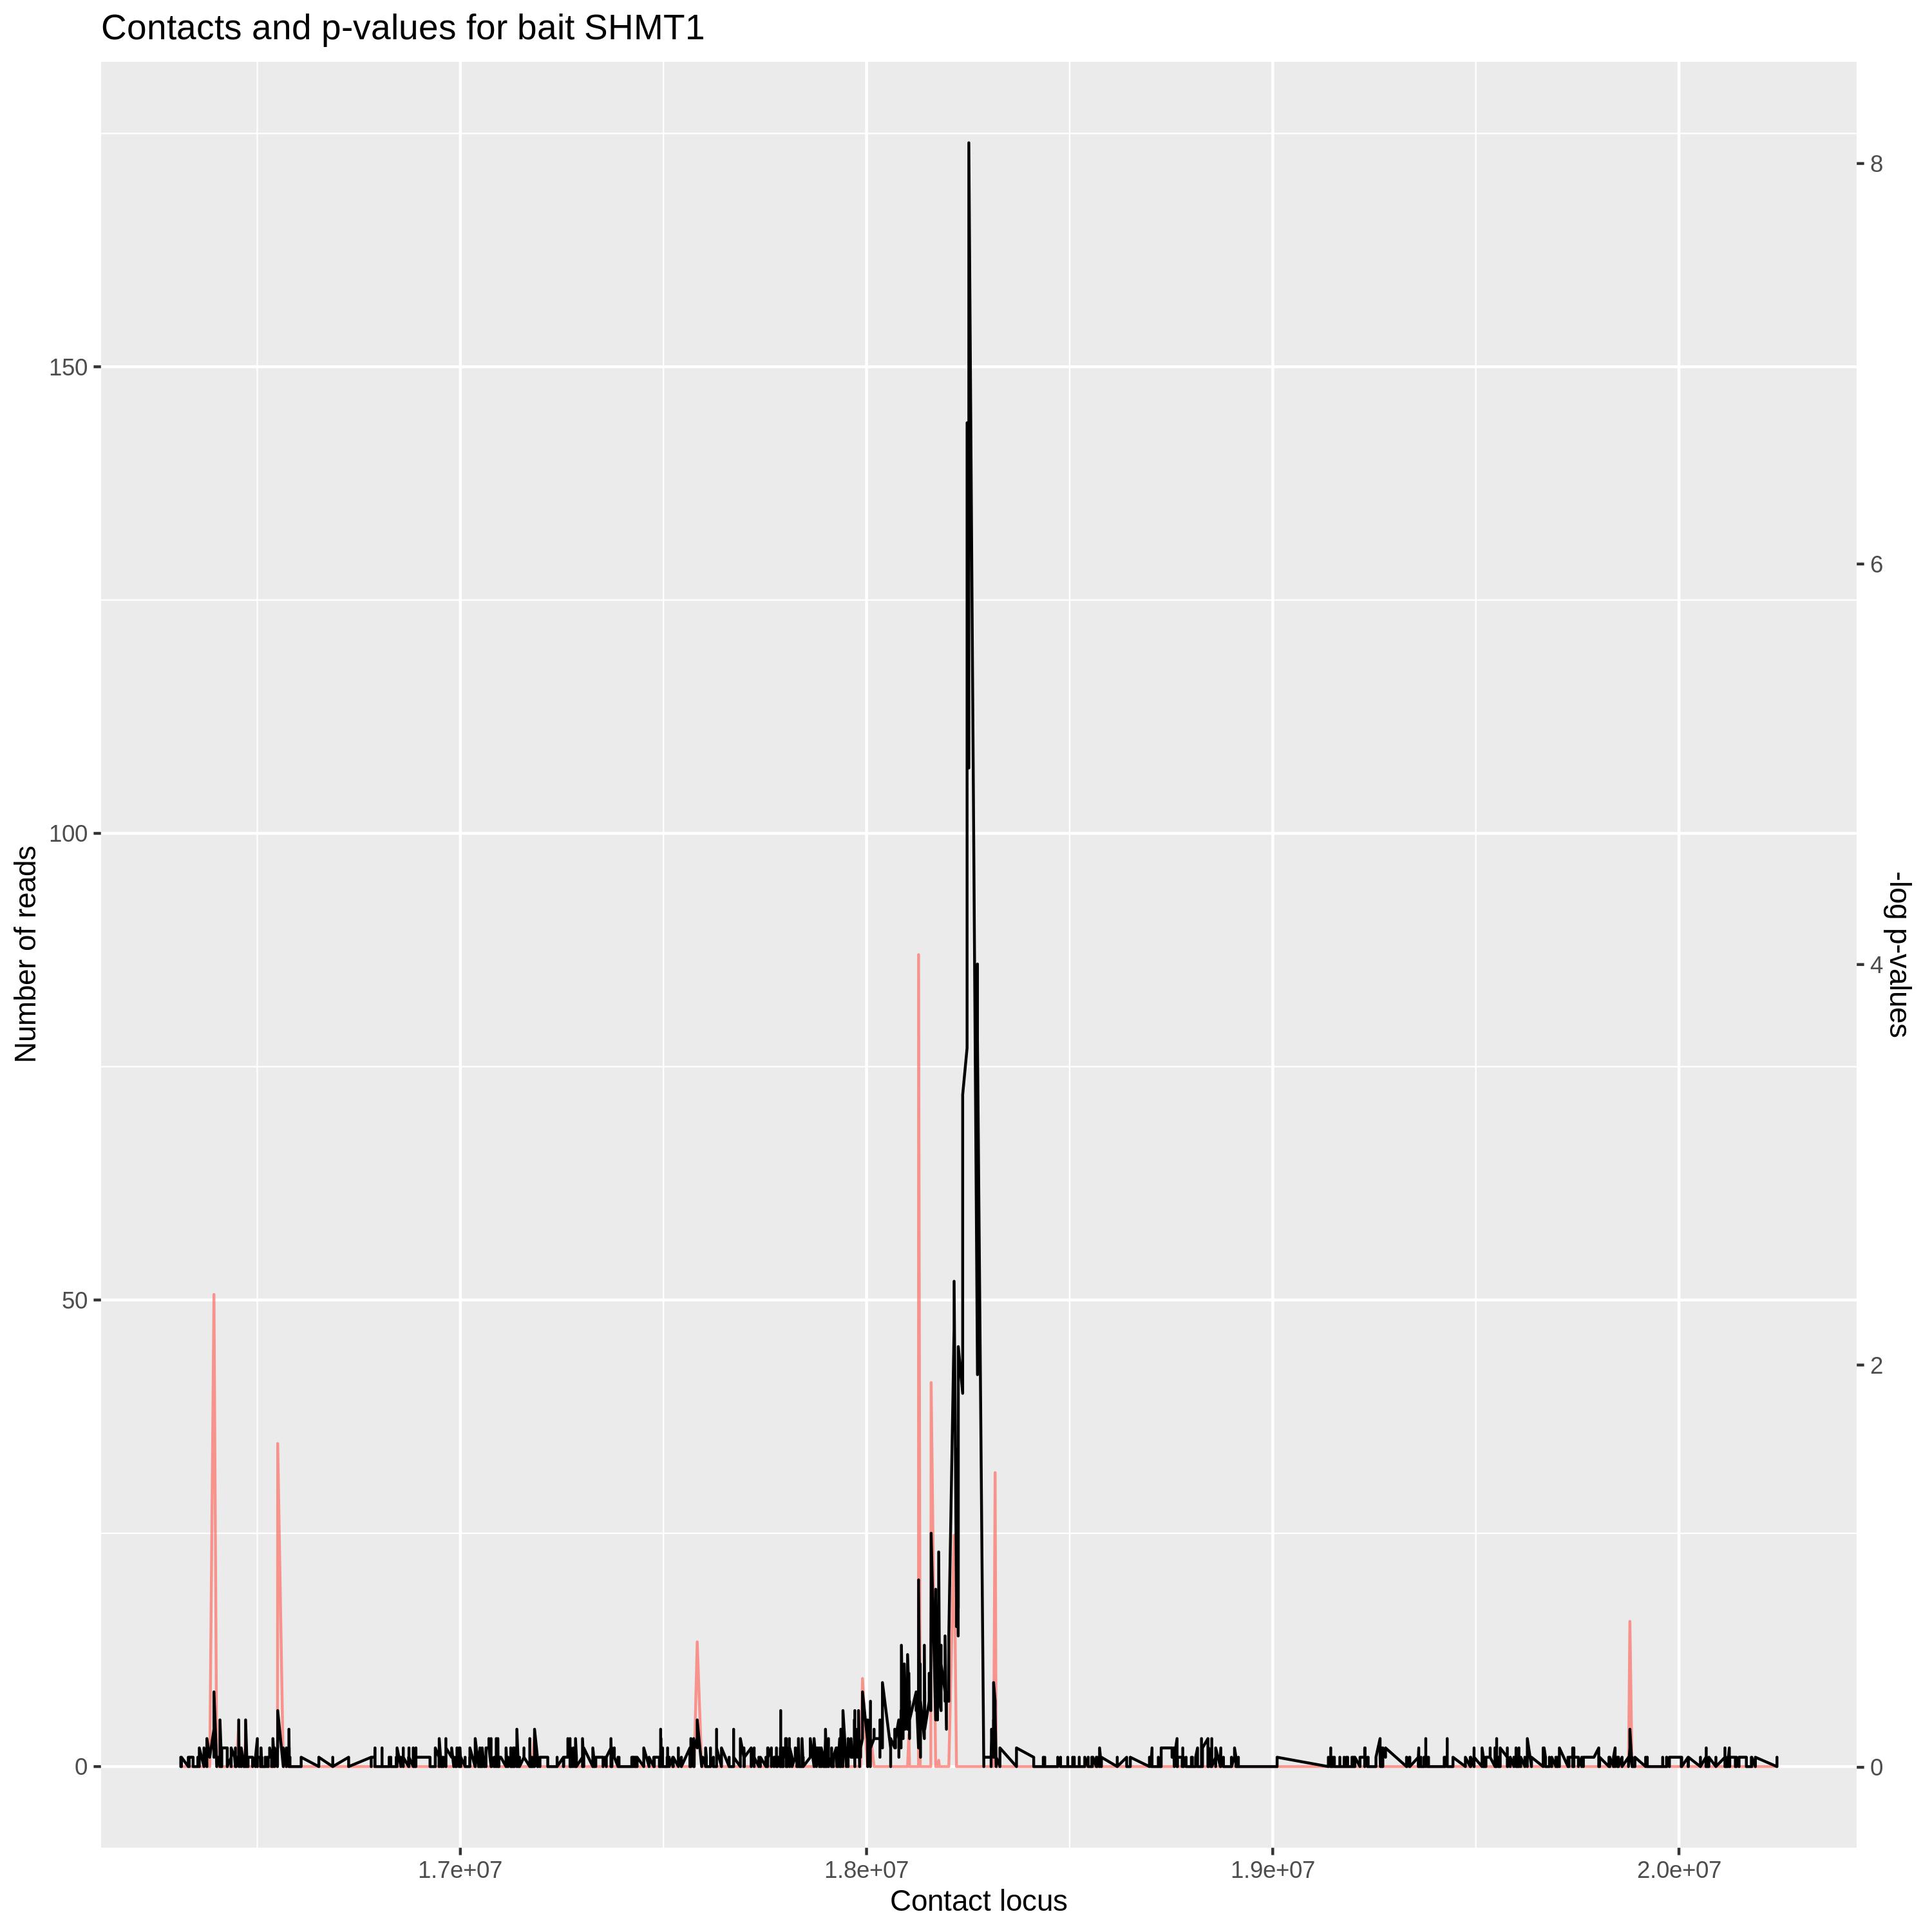 Contacts and p-values for bait SHMT1
Number of reads
150
100
50
0
8
6
4
2
0
-log p-values
1.7e+07 1.8e+07 1.9e+07 2.0e+07
Contact locus